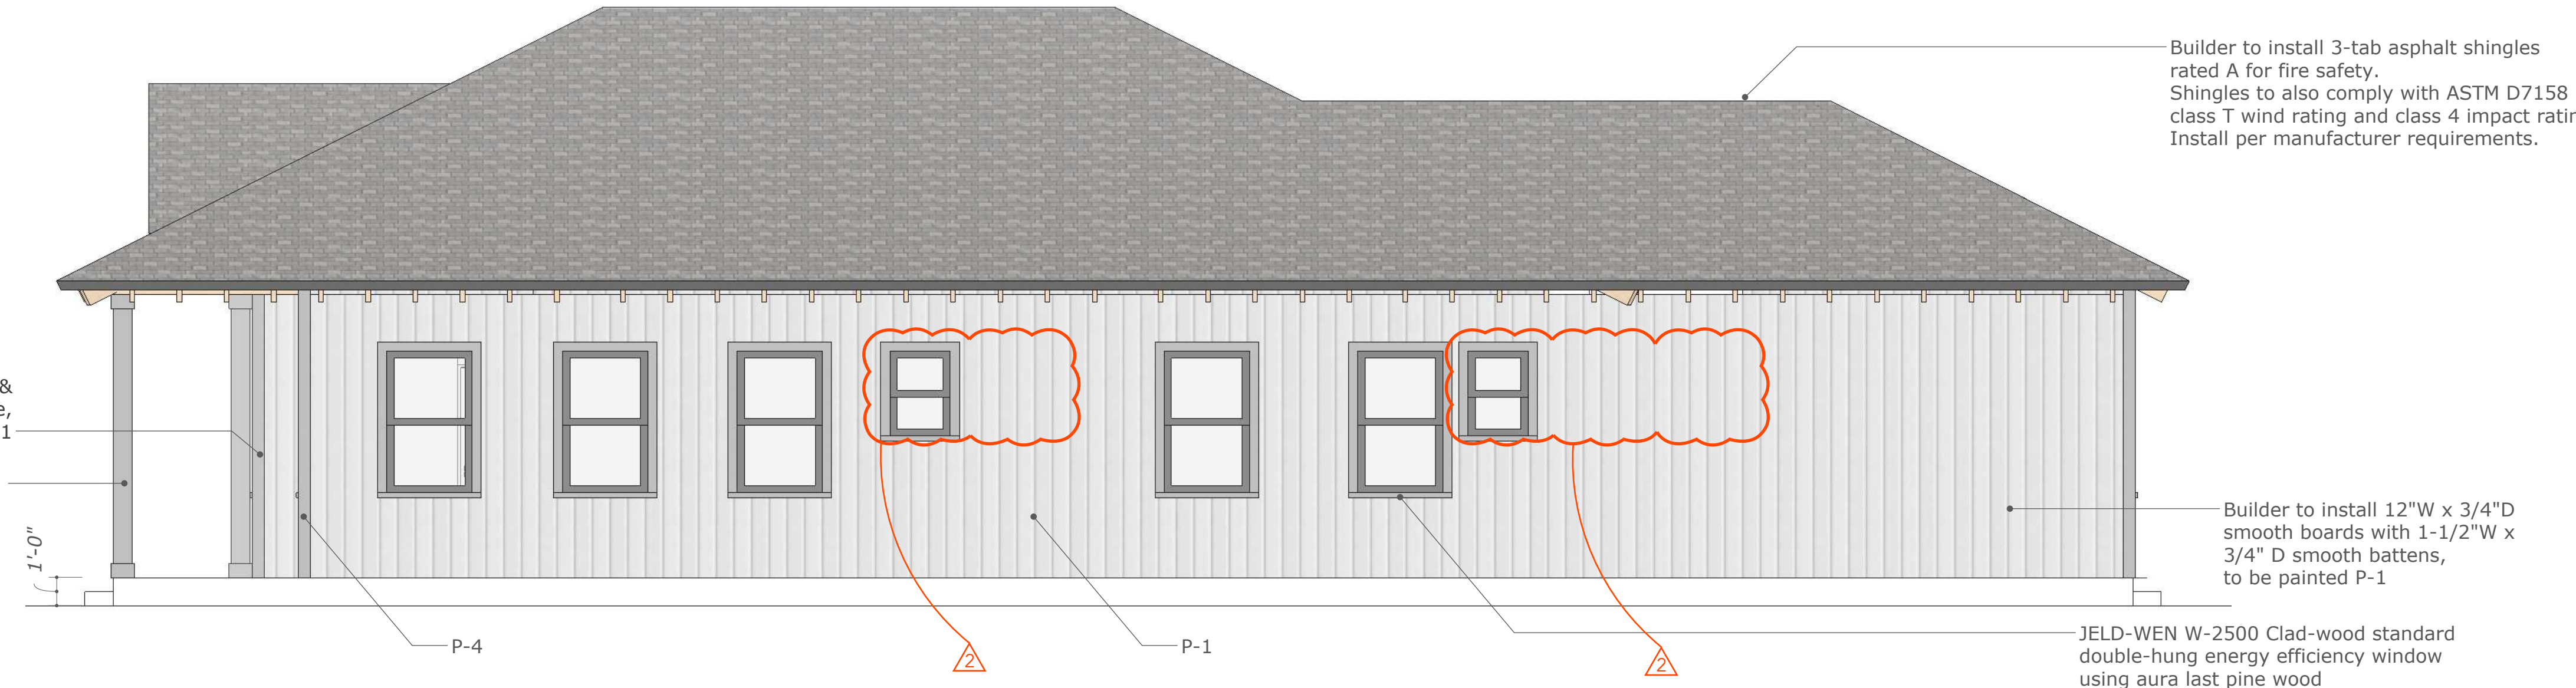 Builder to install 3-tab asphalt shingles
rated A for fire safety.
Shingles to also comply with ASTM D7158
class T wind rating and class 4 impact ratin
Install per manufacturer requirements.
&
e,
1
1'-0"
Builder to install 12"W x 3/4"D
smooth boards with 1-1/2"W x
3/4" D smooth battens,
to be painted P-1
P-4
2
P-1
2
JELD-WEN W-2500 Clad-wood standard
double-hung energy efficiency window
using aura last pine wood